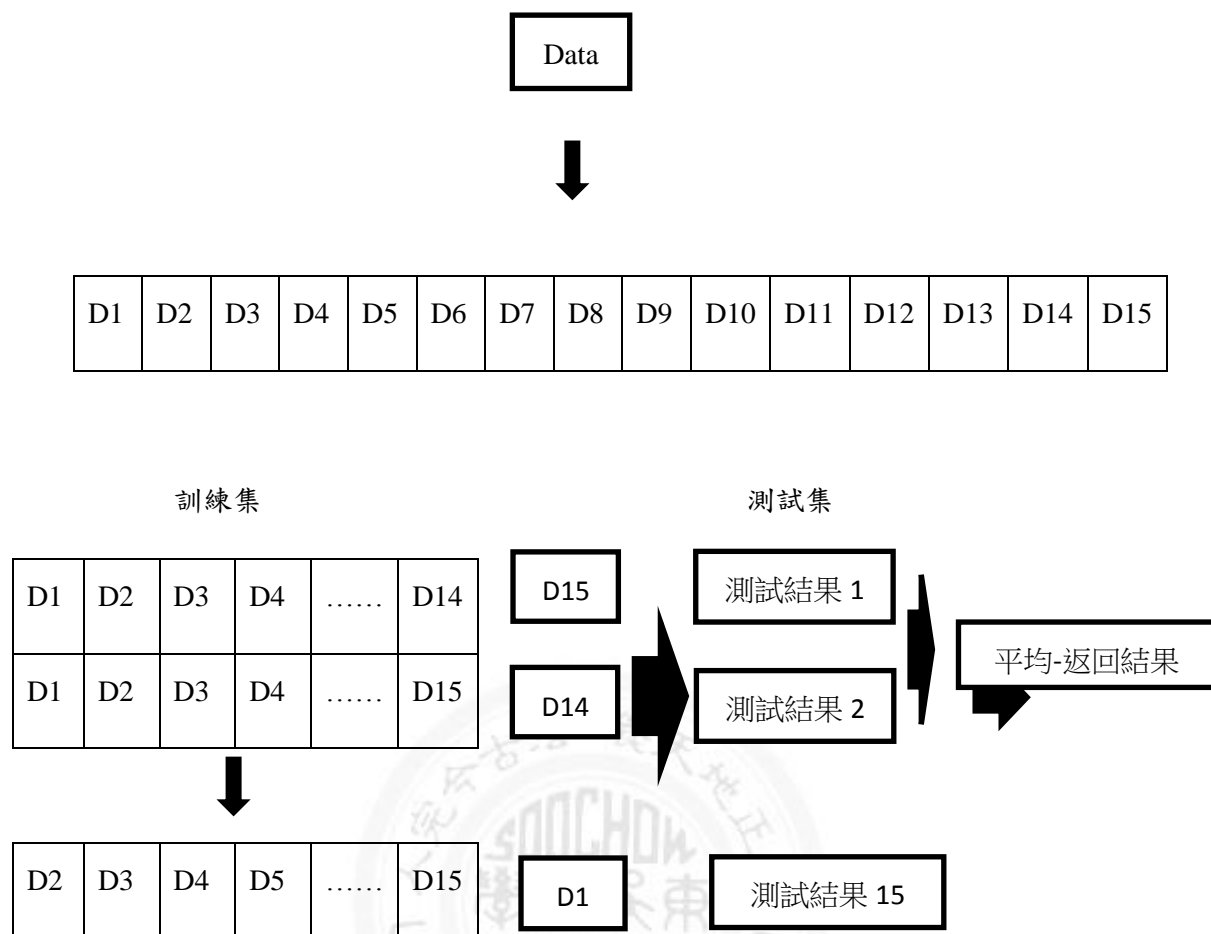 Data
D1 D2 D3 D4 D5 D6 D7 D8 D9 D10 D11 D12 D13 D14 D15
訓練集 測試集
D1 D2 D3 D4 …… D14 D15 測試結果 1
平均-返回結果
D1 D2 D3 D4 …… D15 D14 測試結果 2
SOOCHOW
D2 D3 D4 D5 …… D15 D1 測試結果 15